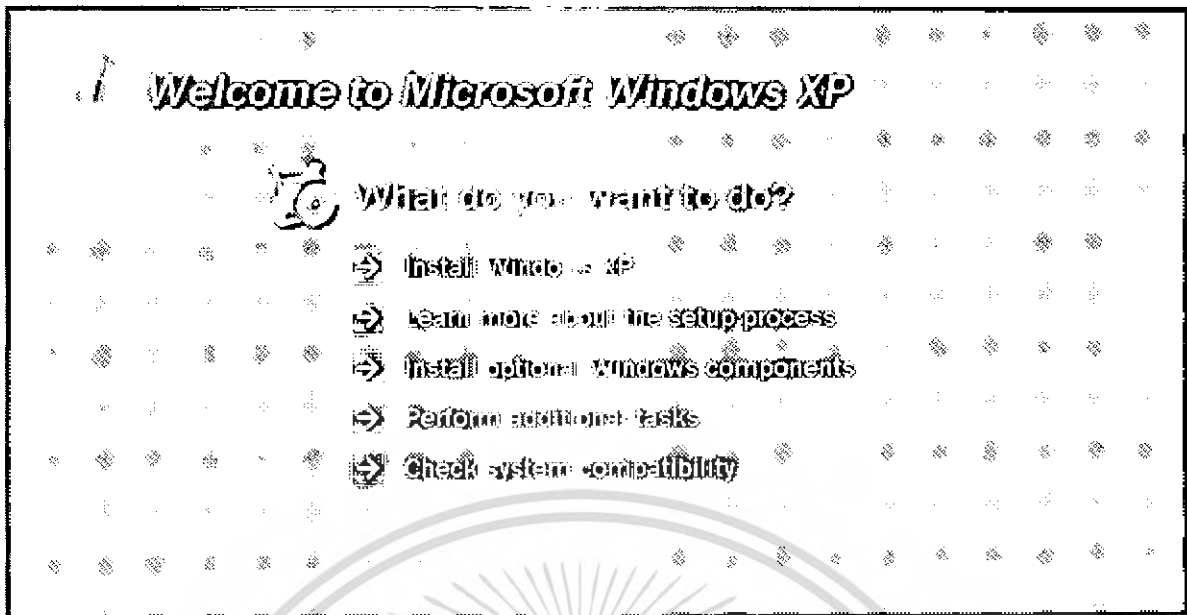 Welcome to Microsoft Windows XP
What do you want to do?
Install Windows XP
Learn more about the setup process
Install optional Windows components
Perform additional tasks
Check system compatibility